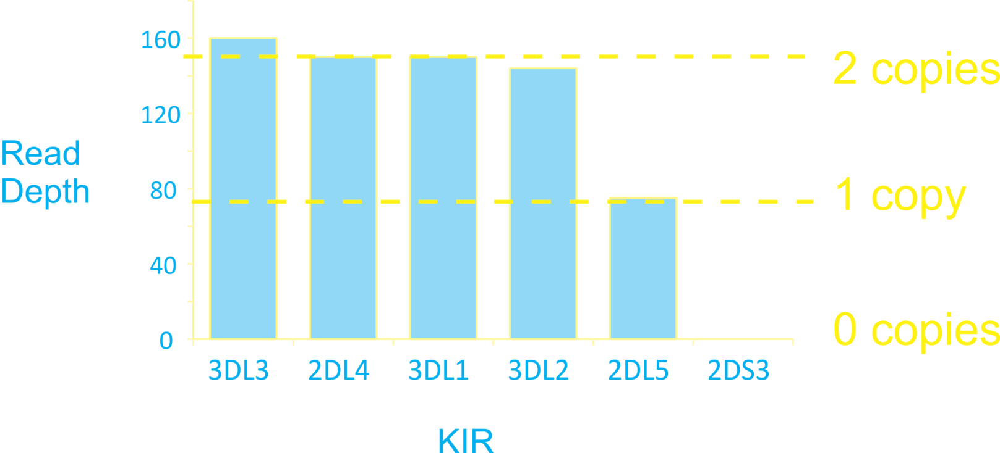 160
2 copies
120
Read
Depth
80
1 copy
40
0
0 copies
3DL3 2DL4 3DL1 3DL2 2DL5 2DS3
KIR